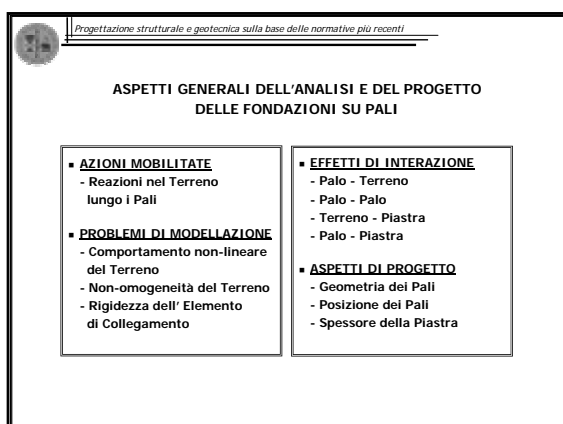 Progettazione strutturale e geotecnica sulla base delle normative più recenti
ASPETTI GENERALI DELL'ANALISI E DEL PROGETTO
DELLE FONDAZIONI SU PALI
▪ AZIONI MOBILITATE
- Reazioni nel Terreno
lungo i Pali
▪ PROBLEMI DI MODELLAZIONE
- Comportamento non-lineare
del Terreno
- Non-omogeneità del Terreno
- Rigidezza dell' Elemento
di Collegamento
▪ EFFETTI DI INTERAZIONE
- Palo - Terreno
- Palo - Palo
- Terreno - Piastra
- Palo - Piastra
▪ ASPETTI DI PROGETTO
- Geometria dei Pali
- Posizione dei Pali
- Spessore della Piastra